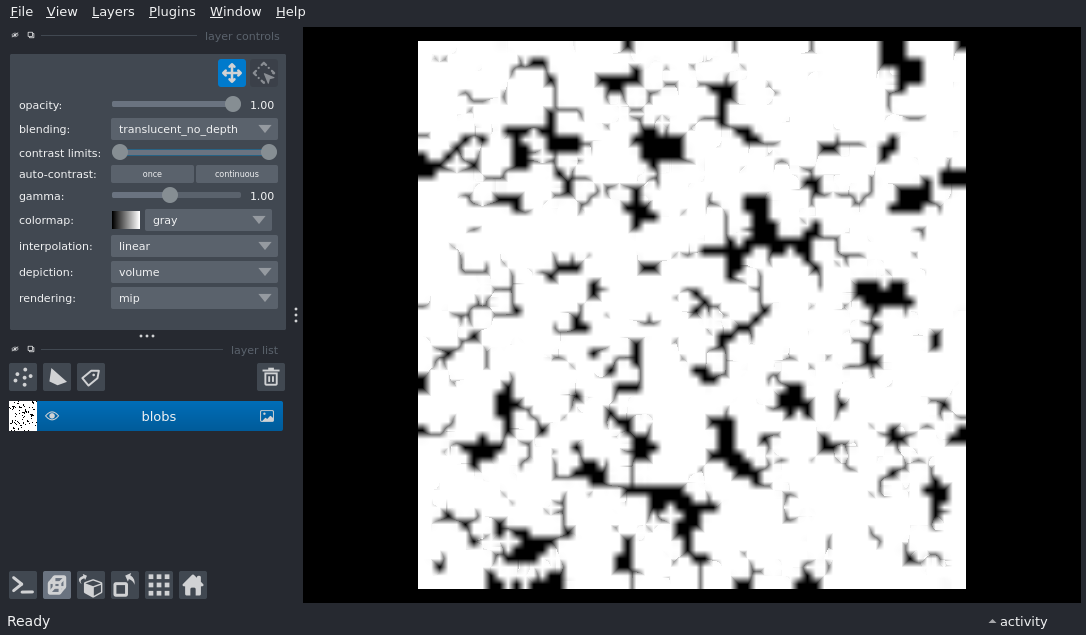 File View Layers Plugins Window Help
layer controls
opacity: 1.00
blending: translucent_no_depth
contrast limits:
auto-contrast: once continuous
gamma: 1.00
colormap: gray
interpolation: linear
depiction: volume
rendering: mip
layer list
blobs
Ready activity